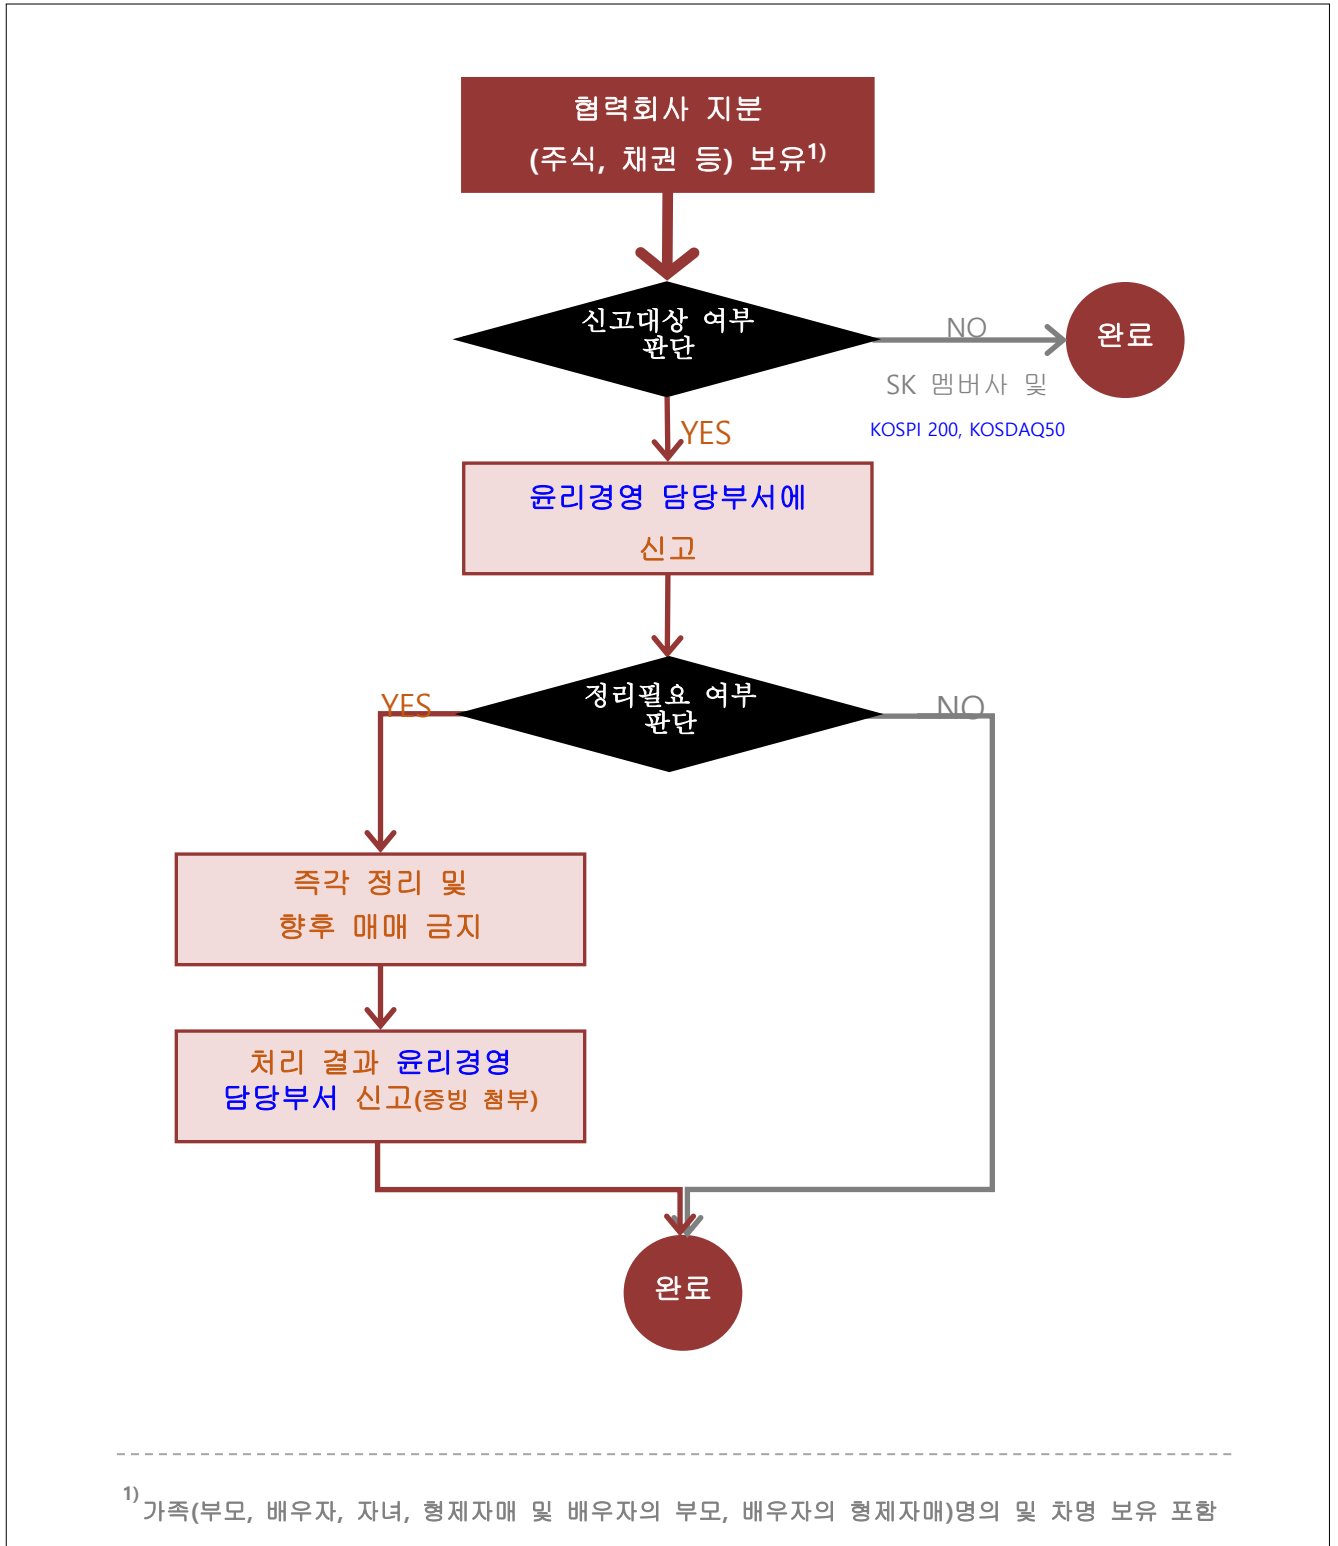 협력회사 지분
(주식, 채권 등) 보유1)
신고대상 여부
판단
NO
완료
SK 멤버사 및
KOSPI 200, KOSDAQ50
YES
윤리경영 담당부서에
신고
정리필요 여부
판단
YES
NO
즉각 정리 및
향후 매매 금지
처리 결과 윤리경영
담당부서 신고(증빙 첨부)
완료
1) 가족(부모, 배우자, 자녀, 형제자매 및 배우자의 부모, 배우자의 형제자매)명의 및 차명 보유 포함